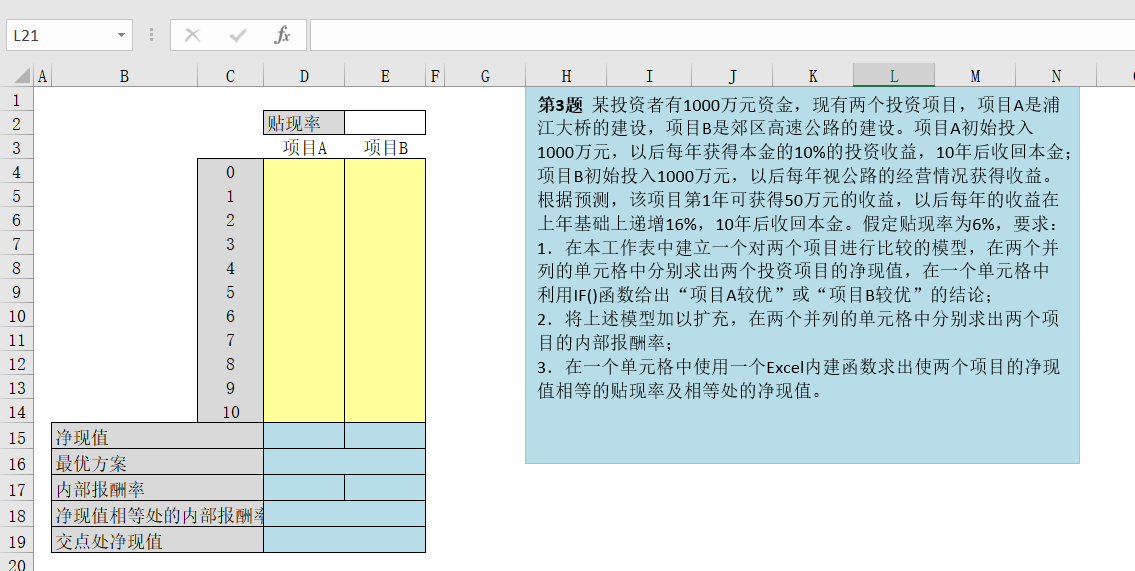 L21
fx
A B C D E F G H I J K L M N
1
2 贴现率
3 项目A 项目B
4 0
5 1
6 2
7 3
8 4
9 5
10 6
11 7
12 8
13 9
14 10
15 净现值
16 最优方案
17 内部报酬率
18 净现值相等处的内部报酬率
19 交点处净现值
20
第3题 某投资者有1000万元资金，现有两个投资项目，项目A是浦
江大桥的建设，项目B是郊区高速公路的建设。项目A初始投入
1000万元，以后每年获得本金的10%的投资收益，10年后收回本金；
项目B初始投入1000万元，以后每年视公路的经营情况获得收益。
根据预测，该项目第1年可获得50万元的收益，以后每年的收益在
上年基础上递增16%，10年后收回本金。假定贴现率为6%，要求：
1．在本工作表中建立一个对两个项目进行比较的模型，在两个并
列的单元格中分别求出两个投资项目的净现值，在一个单元格中
利用IF()函数给出“项目A较优”或“项目B较优”的结论；
2．将上述模型加以扩充，在两个并列的单元格中分别求出两个项
目的内部报酬率；
3．在一个单元格中使用一个Excel内建函数求出使两个项目的净现
值相等的贴现率及相等处的净现值。